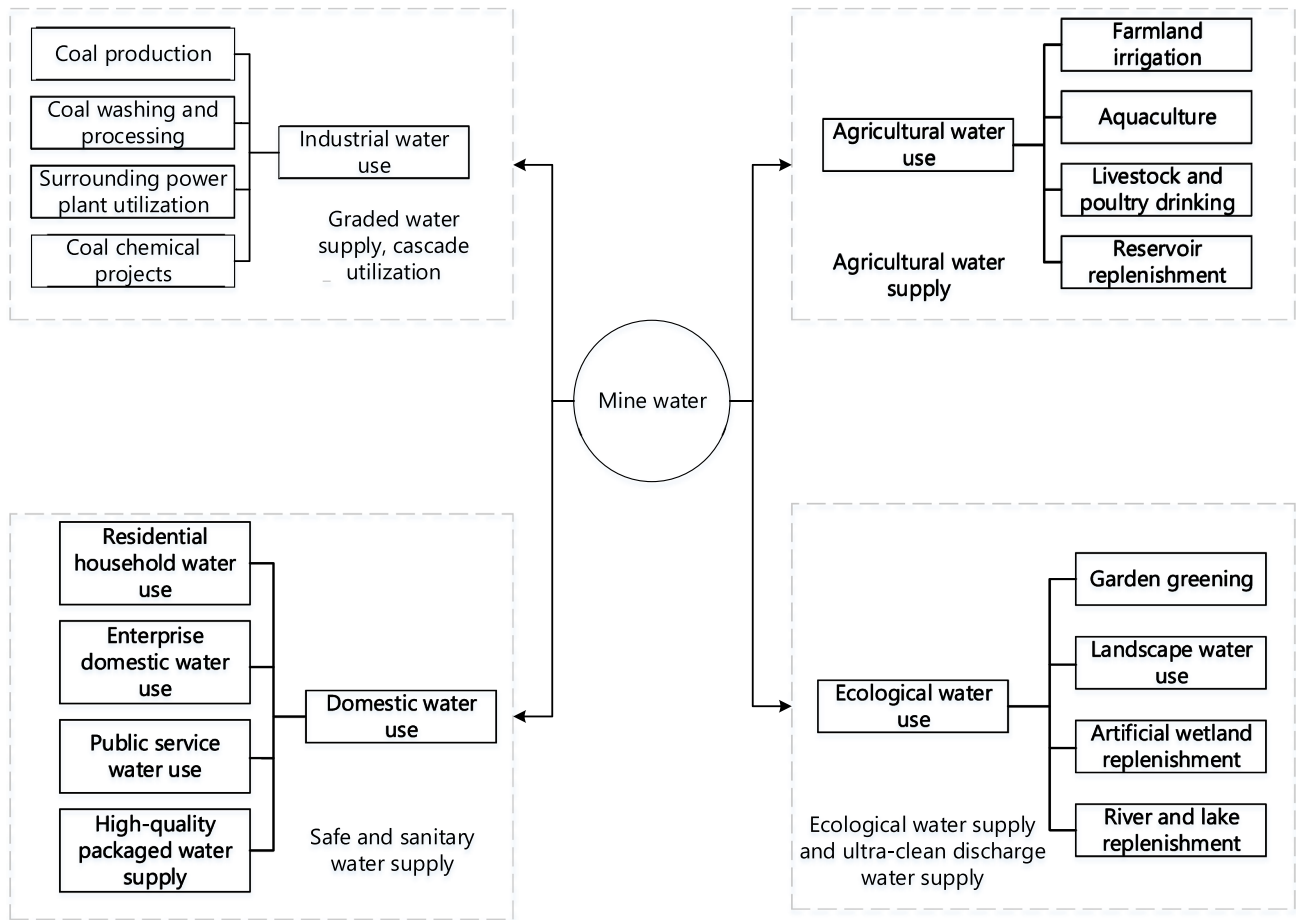 Coal production
Coal washing and
processing
Surrounding power
plant utilization
Coal chemical
projects
Industrial water
use
Graded water
supply, cascade
utilization
Farmland
irrigation
Aquaculture
Livestock and
poultry drinking
Reservoir
replenishment
Agricultural water
use
Agricultural water
supply
Mine water
Residential
household water
use
Enterprise
domestic water
use
Public service
water use
High-quality
packaged water
supply
Domestic water
use
Safe and sanitary
water supply
Garden greening
Landscape water
use
Artificial wetland
replenishment
River and lake
replenishment
Ecological water
use
Ecological water supply
and ultra-clean discharge
water supply